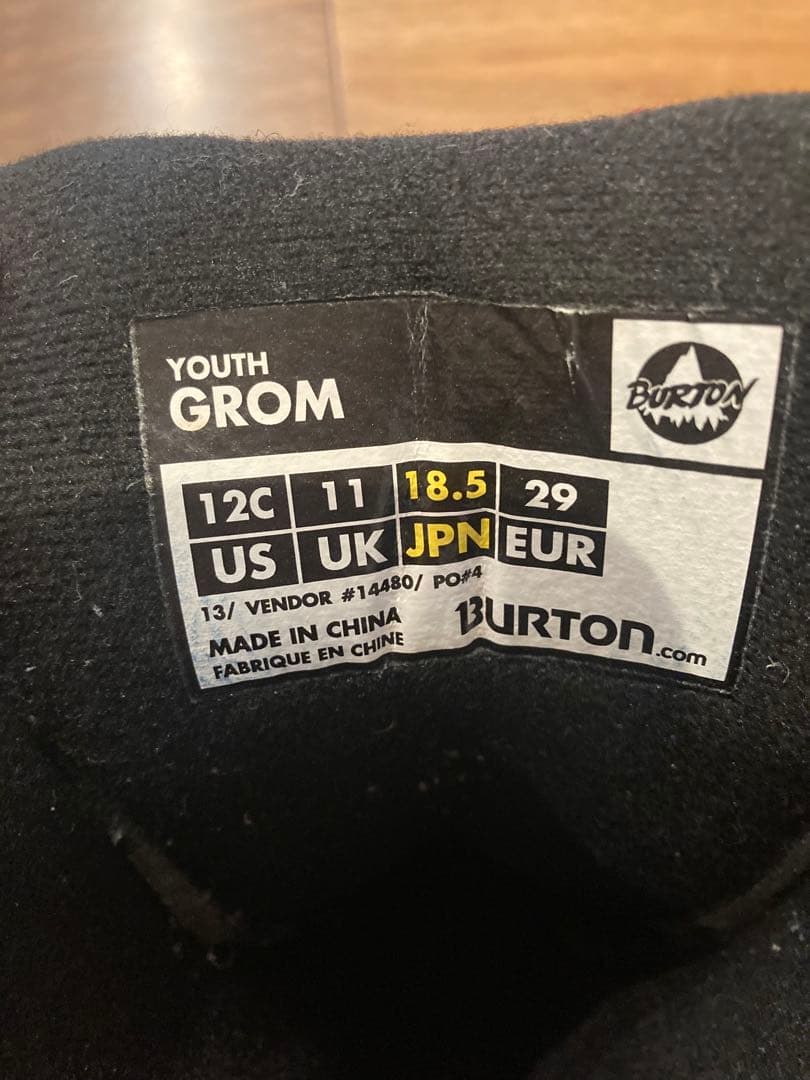 YOUTH
GROM
BURTON
12C 11 18.5 29
US UK JPN EUR
13/ VENDOR #14480/ PO#4
MADE IN CHINA
FABRIQUE EN CHINE
BURTON.com